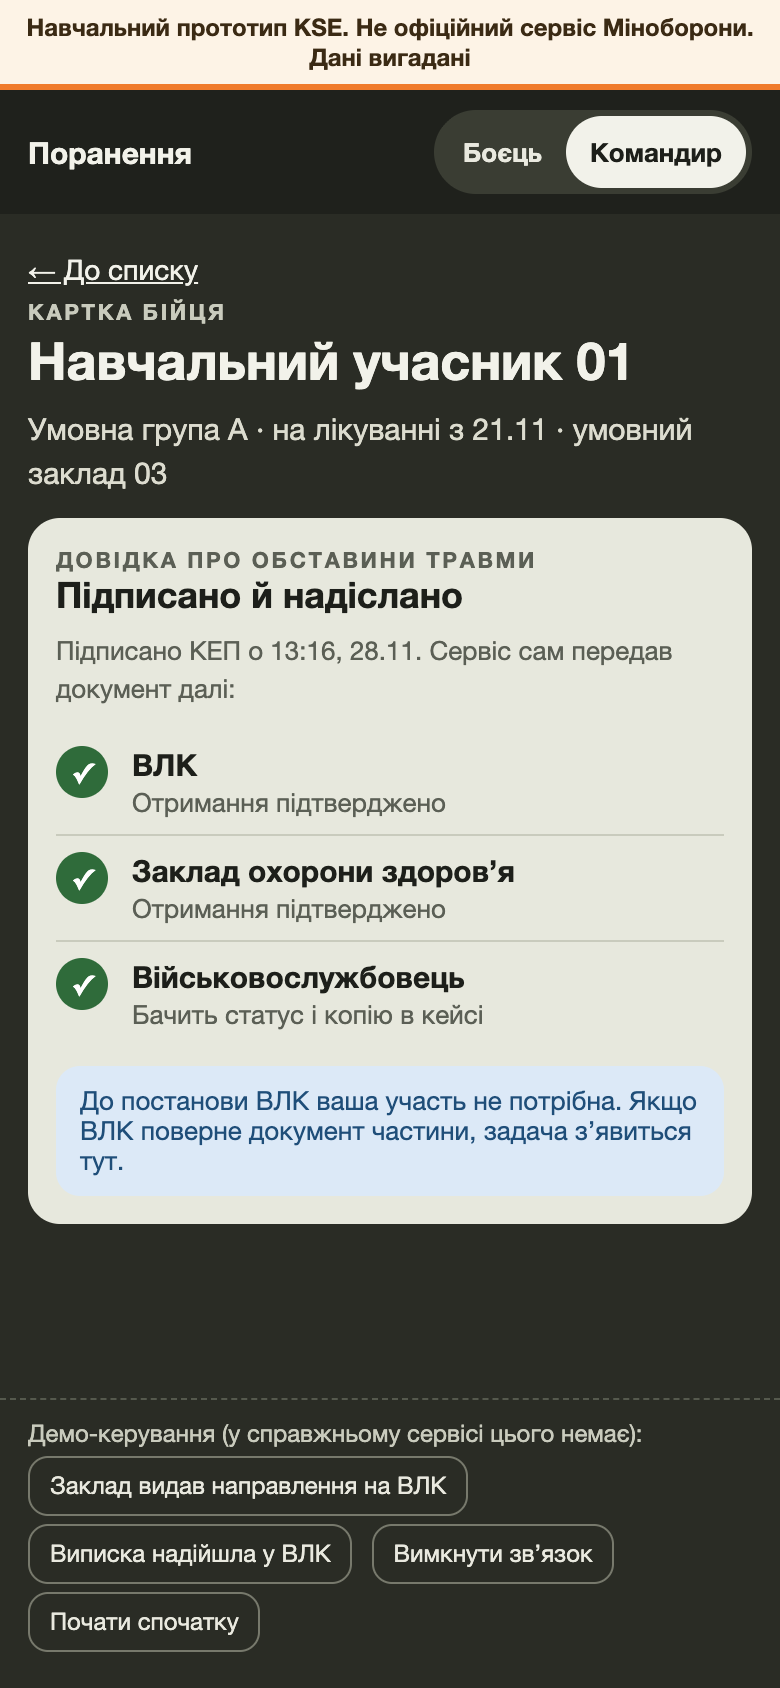 Навчальний прототип KSE. Не офіційний сервіс Міноборони.
Дані вигадані
Поранення
Боєць
Командир
← До списку
КАРТКА БІЙЦЯ
Навчальний учасник 01
Умовна група А · на лікуванні з 21.11 · умовний
заклад 03
ДОВІДКА ПРО ОБСТАВИНИ ТРАВМИ
Підписано й надіслано
Підписано КЕП о 13:16, 28.11. Сервіс сам передав
документ далі:
ВЛК
Отримання підтверджено
Заклад охорони здоров’я
Отримання підтверджено
Військовослужбовець
Бачить статус і копію в кейсі
До постанови ВЛК ваша участь не потрібна. Якщо
ВЛК поверне документ частини, задача з’явиться
тут.
Демо-керування (у справжньому сервісі цього немає):
Заклад видав направлення на ВЛК
Виписка надійшла у ВЛК
Вимкнути зв’язок
Почати спочатку